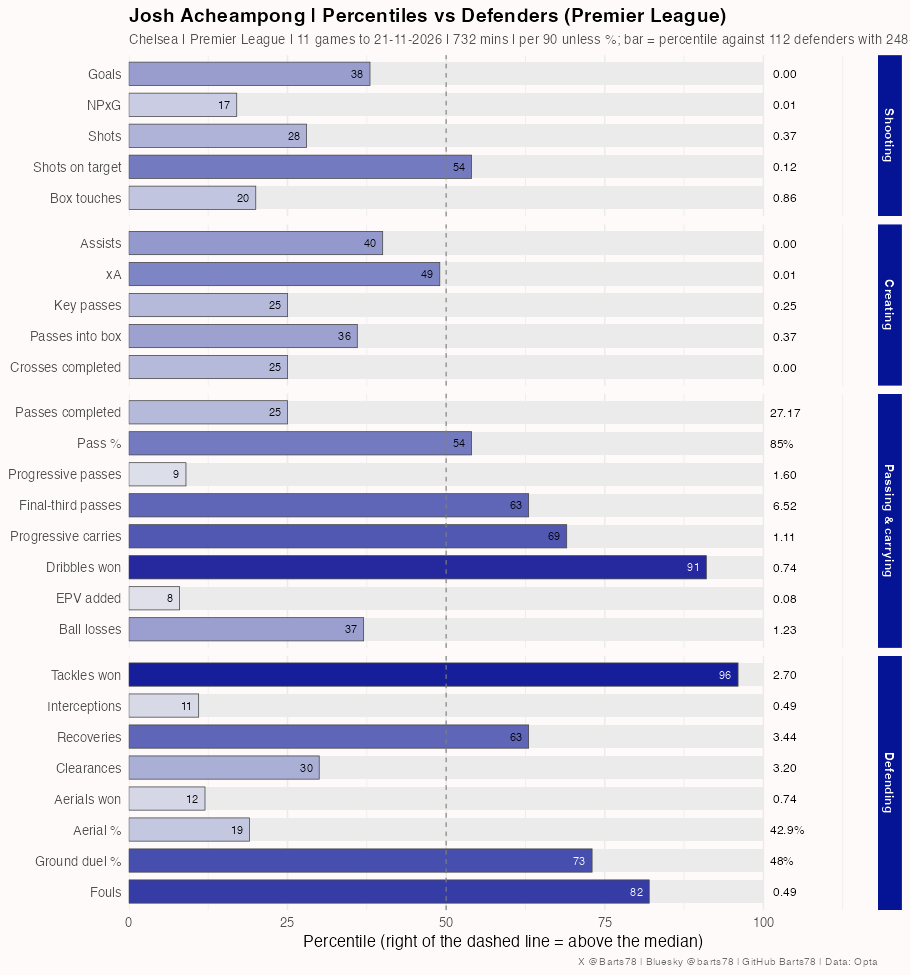 Josh Acheampong | Percentiles vs Defenders (Premier League)
Chelsea | Premier League | 11 games to 21-11-2026 | 732 mins | per 90 unless %; bar = percentile against 112 defenders with 248
Goals 38 0.00
NPxG 17 0.01
Shots 28 0.37
Shots on target 54 0.12
Box touches 20 0.86
Shooting
Assists 40 0.00
xA 49 0.01
Key passes 25 0.25
Passes into box 36 0.37
Crosses completed 25 0.00
Creating
Passes completed 25 27.17
Pass % 54 85%
Progressive passes 9 1.60
Final-third passes 63 6.52
Progressive carries 69 1.11
Dribbles won 91 0.74
EPV added 8 0.08
Ball losses 37 1.23
Passing & carrying
Tackles won 96 2.70
Interceptions 11 0.49
Recoveries 63 3.44
Clearances 30 3.20
Aerials won 12 0.74
Aerial % 19 42.9%
Ground duel % 73 48%
Fouls 82 0.49
Defending
0 25 50 75 100
Percentile (right of the dashed line = above the median)
X @Barts78 | Bluesky @barts78 | GitHub Barts78 | Data: Opta